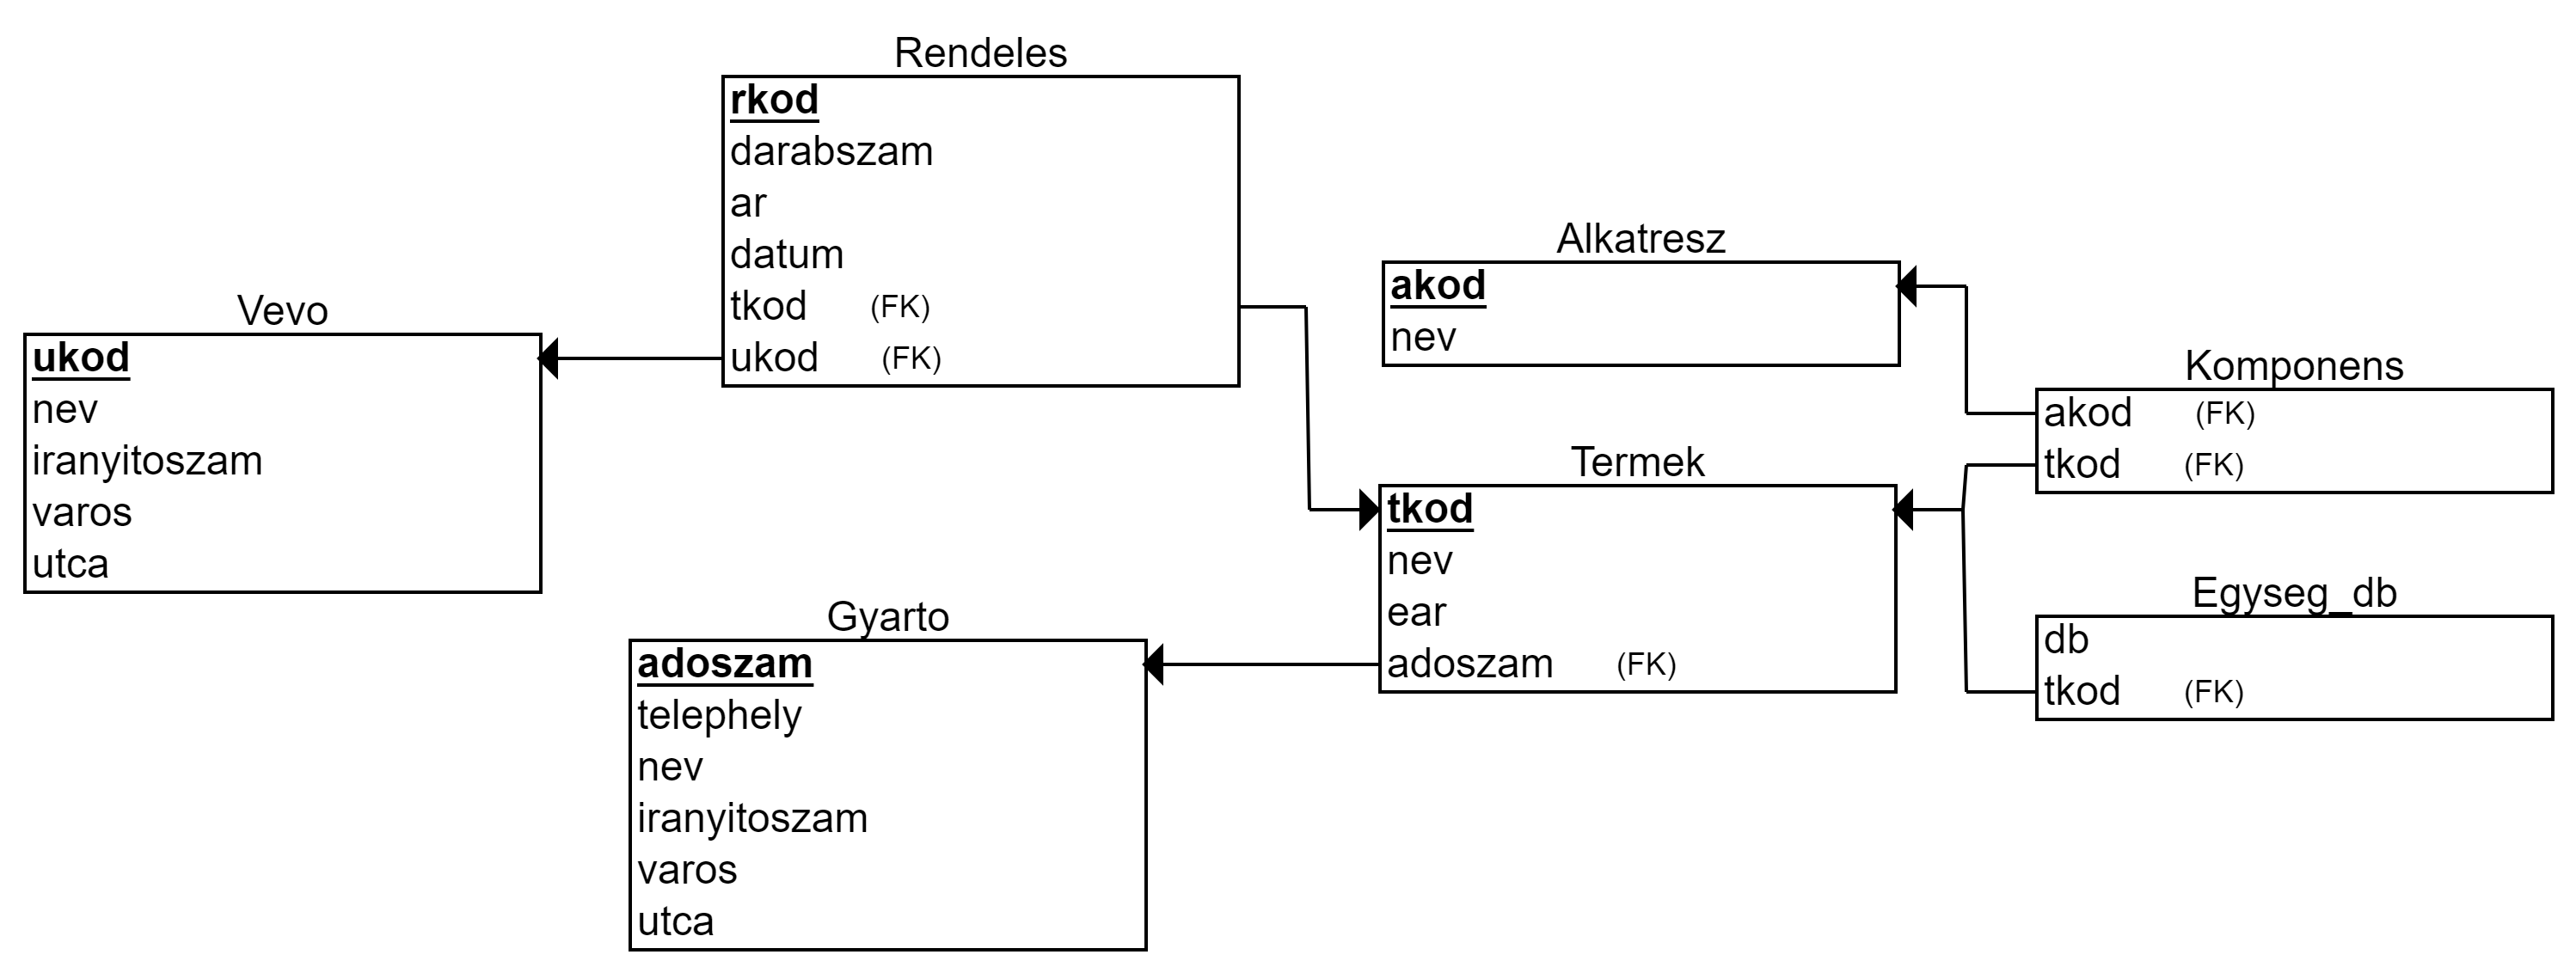 Rendeles
rkod
darabszam
ar
datum
tkod (FK)
ukod (FK)
Vevo
ukod
nev
iranyitoszam
varos
utca
Alkatresz
akod
nev
Komponens
akod (FK)
tkod (FK)
Termek
tkod
nev
ear
adoszam (FK)
Egyseg_db
db
tkod (FK)
Gyarto
adoszam
telephely
nev
iranyitoszam
varos
utca